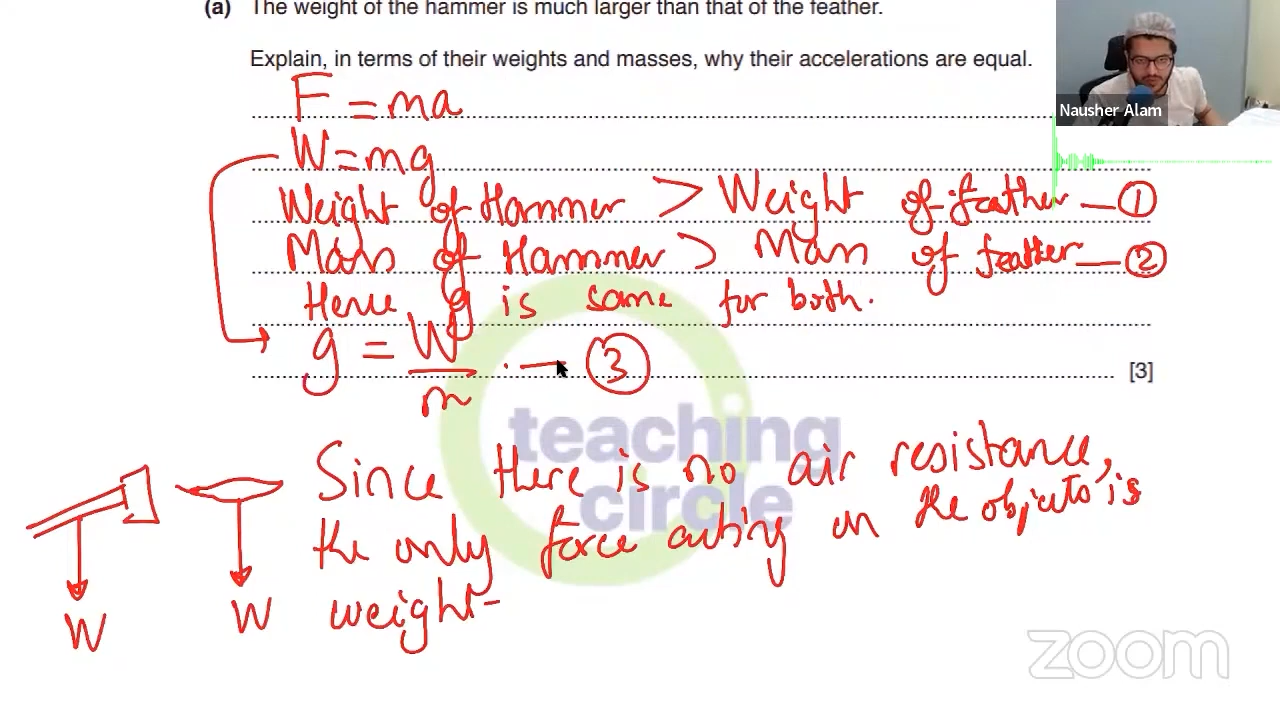 (a) The weight of the hammer is much larger than that of the feather.
Explain, in terms of their weights and masses, why their accelerations are equal.
Nausher Alam
F = ma
W = mg
Weight of Hammer > Weight of feather — ①
Mass of Hammer > Mass of feather — ②
Hence g is same for both.
g = W/m — ③
[3]
teaching
circle
Since there is no air resistance,
the only force acting on the objects is
weight
W
W
zoom